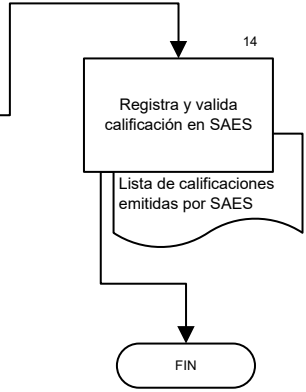 14
Registra y valida
calificación en SAES
Lista de calificaciones
emitidas por SAES
FIN